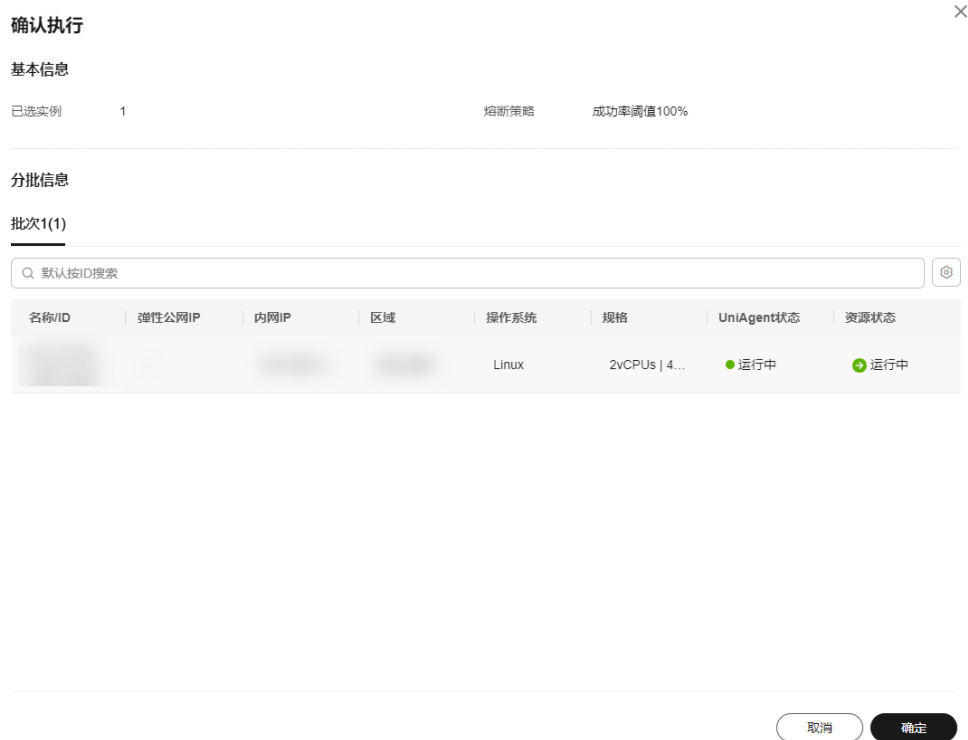 确认执行
基本信息
已选实例 1 熔断策略 成功率阈值100%
分批信息
批次1(1)
默认按ID搜索
名称/ID 弹性公网IP 内网IP 区域 操作系统 规格 UniAgent状态 资源状态
Linux 2vCPUs | 4... 运行中 运行中
取消 确定